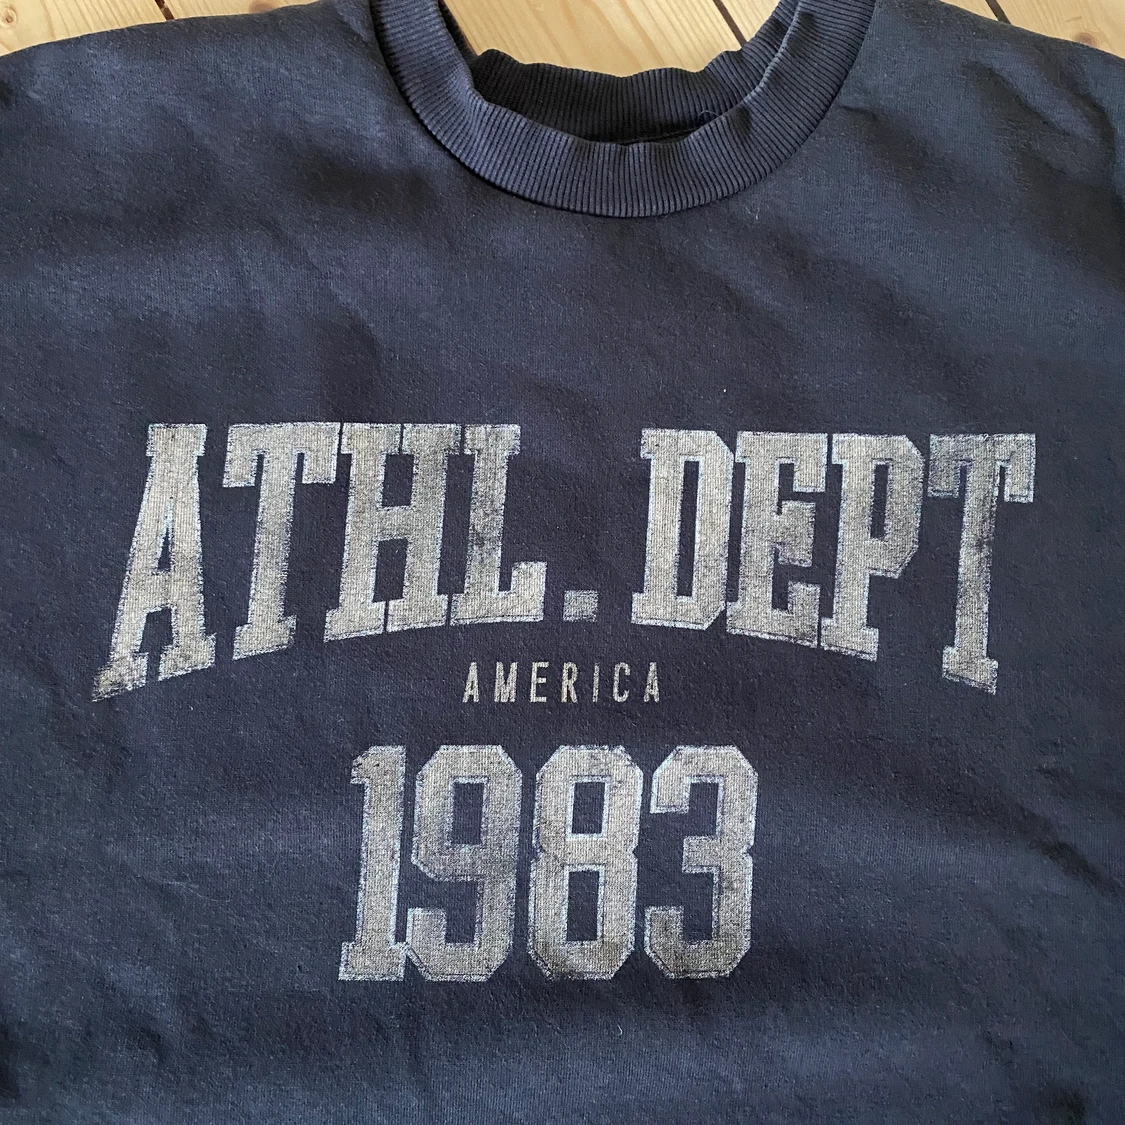 ATHL. DEPT
AMERICA
1983